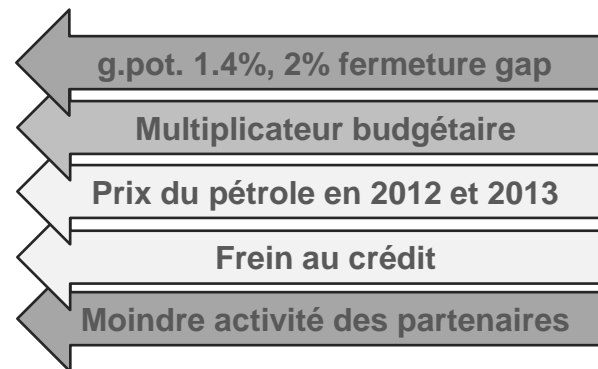 g.pot. 1.4%, 2% fermeture gap
Multiplicateur budgétaire
Prix du pétrole en 2012 et 2013
Frein au crédit
Moindre activité des partenaires